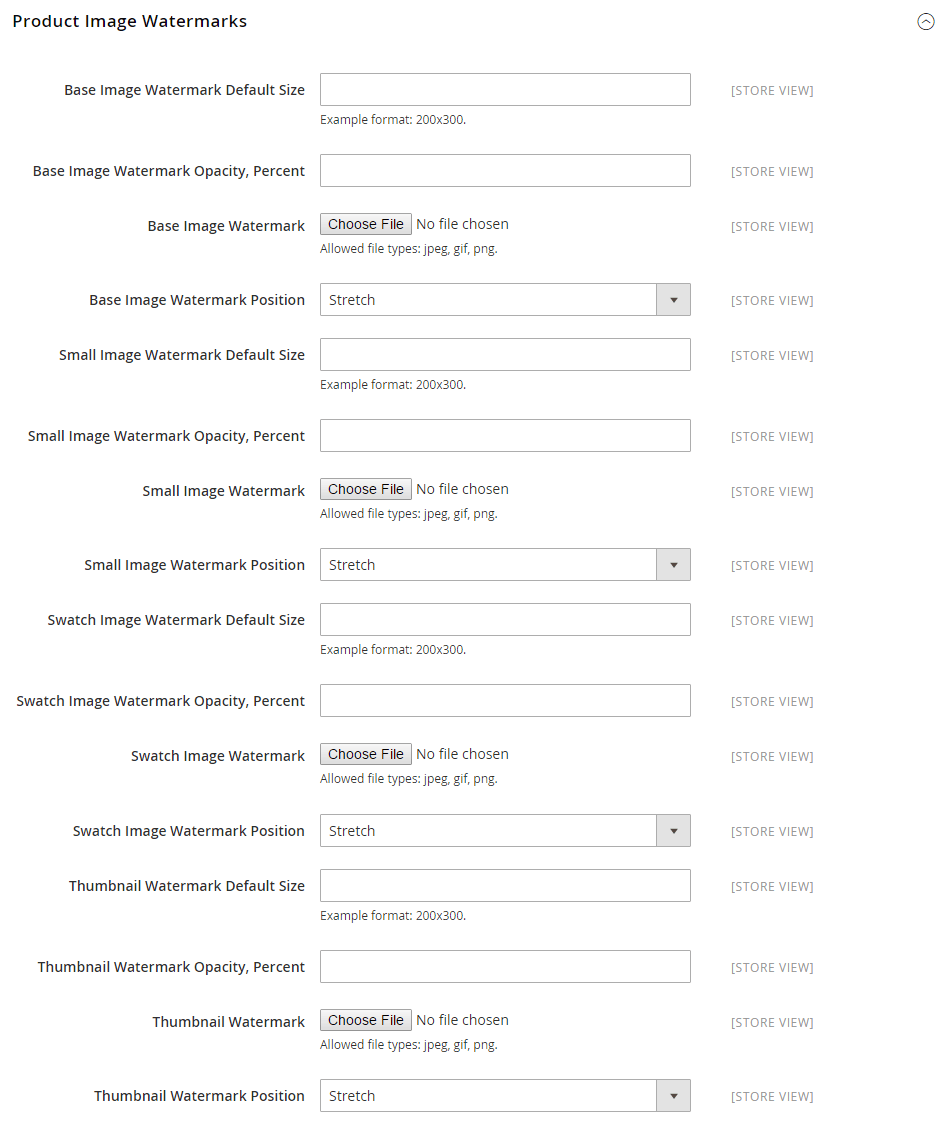 Product Image Watermarks
Base Image Watermark Default Size [STORE VIEW]
Example format: 200x300.
Base Image Watermark Opacity, Percent [STORE VIEW]
Base Image Watermark Choose File No file chosen [STORE VIEW]
Allowed file types: jpeg, gif, png.
Base Image Watermark Position Stretch [STORE VIEW]
Small Image Watermark Default Size [STORE VIEW]
Example format: 200x300.
Small Image Watermark Opacity, Percent [STORE VIEW]
Small Image Watermark Choose File No file chosen [STORE VIEW]
Allowed file types: jpeg, gif, png.
Small Image Watermark Position Stretch [STORE VIEW]
Swatch Image Watermark Default Size [STORE VIEW]
Example format: 200x300.
Swatch Image Watermark Opacity, Percent [STORE VIEW]
Swatch Image Watermark Choose File No file chosen [STORE VIEW]
Allowed file types: jpeg, gif, png.
Swatch Image Watermark Position Stretch [STORE VIEW]
Thumbnail Watermark Default Size [STORE VIEW]
Example format: 200x300.
Thumbnail Watermark Opacity, Percent [STORE VIEW]
Thumbnail Watermark Choose File No file chosen [STORE VIEW]
Allowed file types: jpeg, gif, png.
Thumbnail Watermark Position Stretch [STORE VIEW]